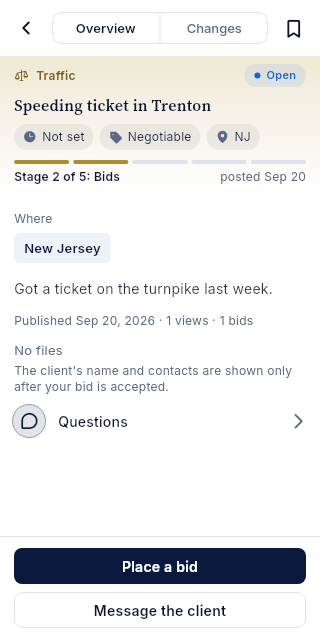 Overview
Changes
Traffic
Open
Speeding ticket in Trenton
Not set
Negotiable
NJ
Stage 2 of 5: Bids
posted Sep 20
Where
New Jersey
Got a ticket on the turnpike last week.
Published Sep 20, 2026 · 1 views · 1 bids
No files
The client's name and contacts are shown only
after your bid is accepted.
Questions
Place a bid
Message the client